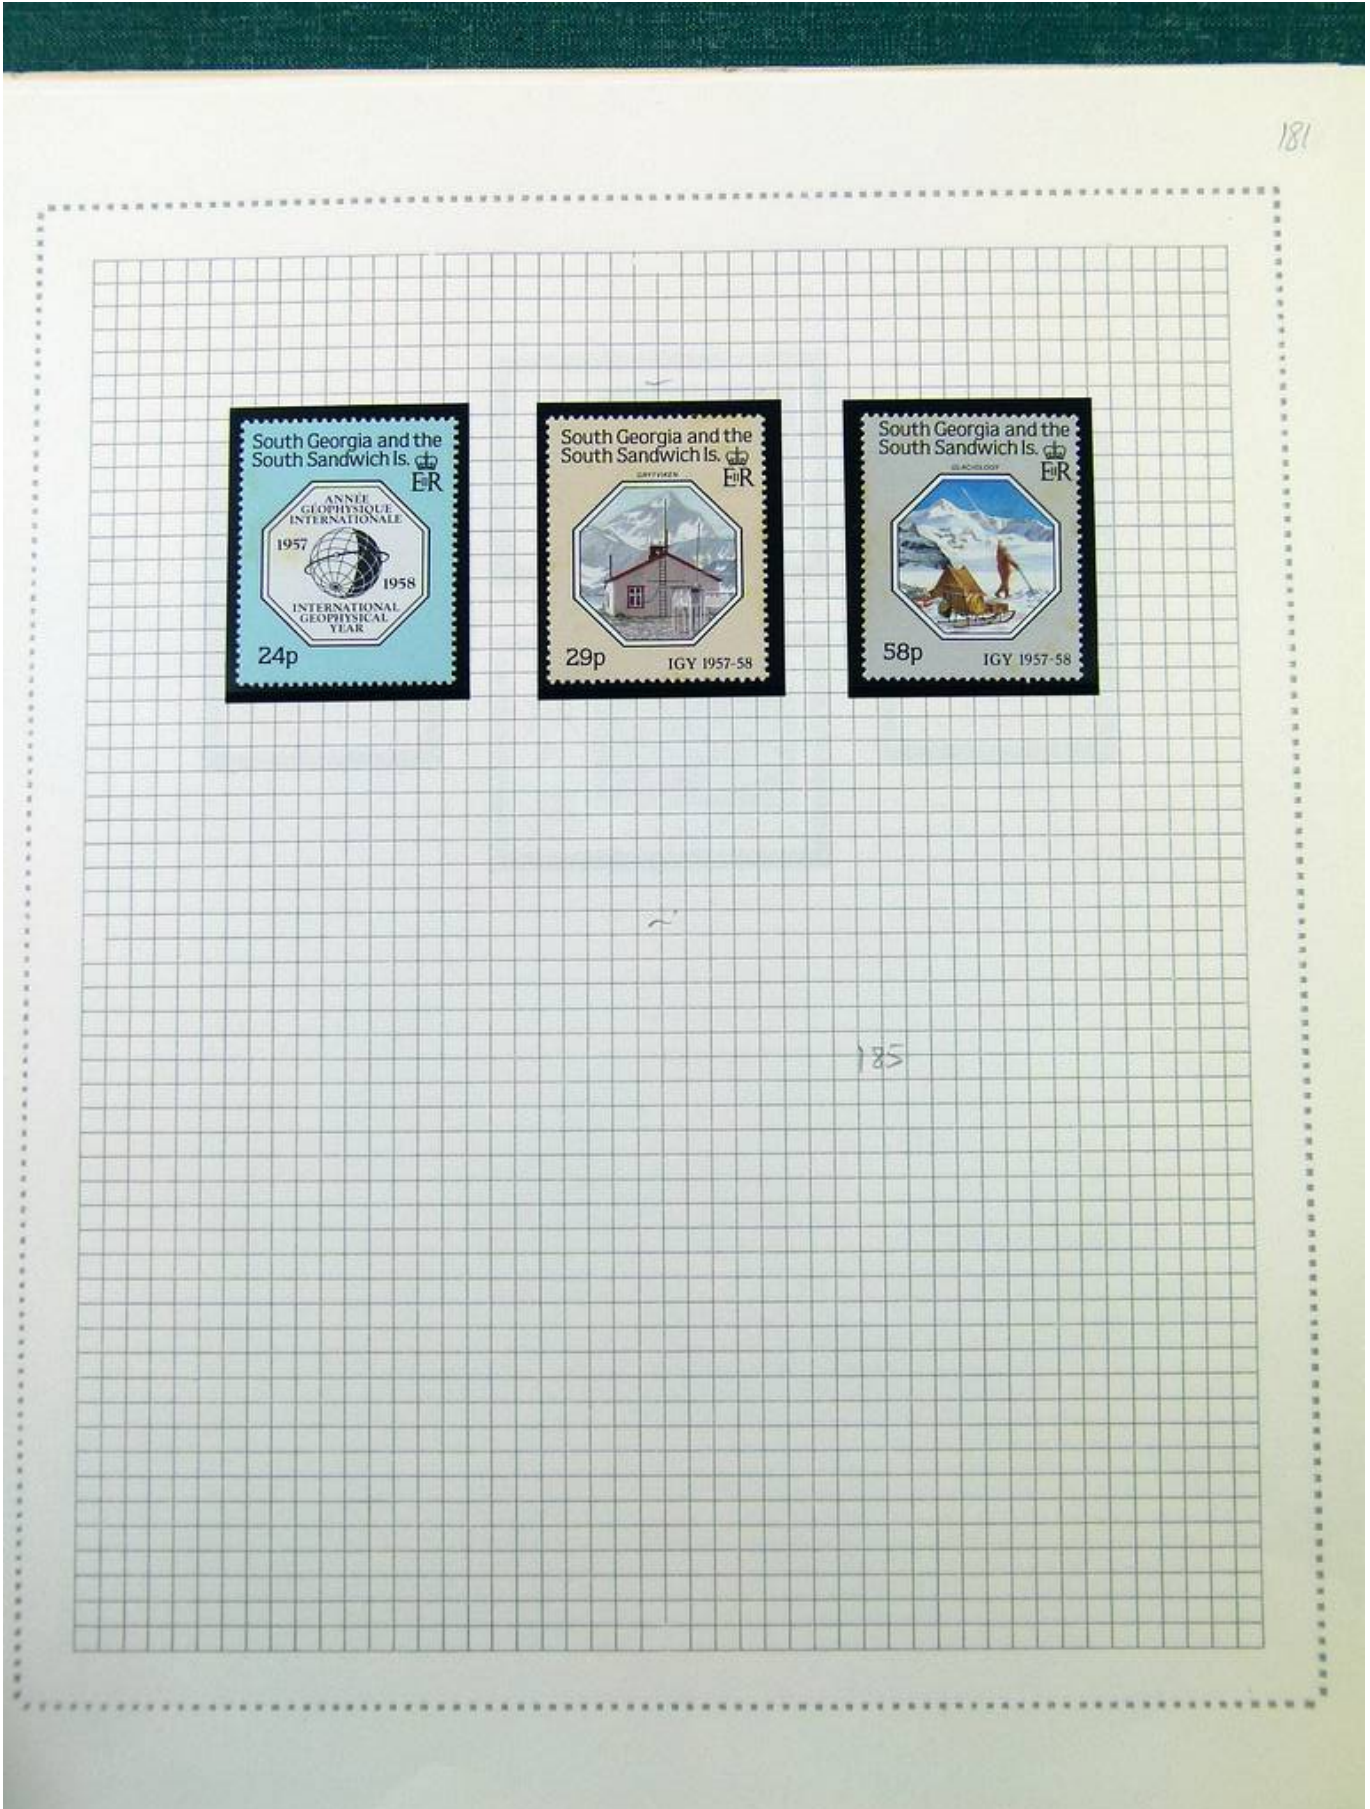 181
South Georgia and the
South Sandwich Is.
EIIR
ANNÉE
GÉOPHYSIQUE
INTERNATIONALE
1957
1958
INTERNATIONAL
GEOPHYSICAL
YEAR
24p
South Georgia and the
South Sandwich Is.
GRYTVIKEN
EIIR
29p IGY 1957-58
South Georgia and the
South Sandwich Is.
GLACIOLOGY
EIIR
58p IGY 1957-58
185